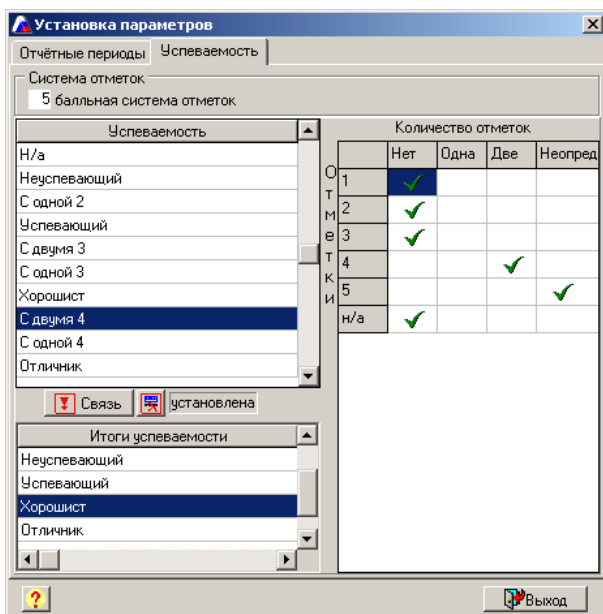 Установка параметров
Отчётные периоды Успеваемость
Система отметок
5 балльная система отметок
Успеваемость
Н/а
Неуспевающий
С одной 2
Успевающий
С двумя 3
С одной 3
Хорошист
С двумя 4
С одной 4
Отличник
Связь установлена
Итоги успеваемости
Неуспевающий
Успевающий
Хорошист
Отличник
Количество отметок
Отметки
Нет Одна Две Неопред
1
2
3
4
5
н/а
? Выход